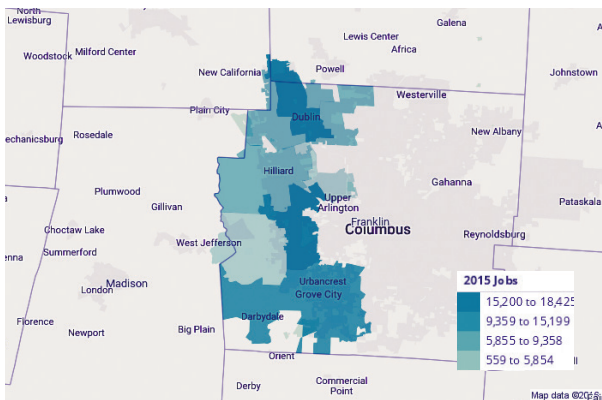 North
Lewisburg
Galena
Lewis Center
Africa
Woodstock
Milford Center
New California
Powell
Johnstown
Westerville
Plain City
Dublin
New Albany
echanicsburg
Rosedale
Hilliard
Gahanna
Plumwood
Upper
Arlington
Gillivan
Pataskala
Franklin
Columbus
Choctaw Lake
Reynoldsburg
Summerford
West Jefferson
enna
Madison
London
Urbancrest
Grove City
2015 Jobs
15,200 to 18,425
9,359 to 15,199
5,855 to 9,358
559 to 5,854
Florence
Newport
Big Plain
Darbydale
Orient
Derby
Commercial
Point
Map data ©2018